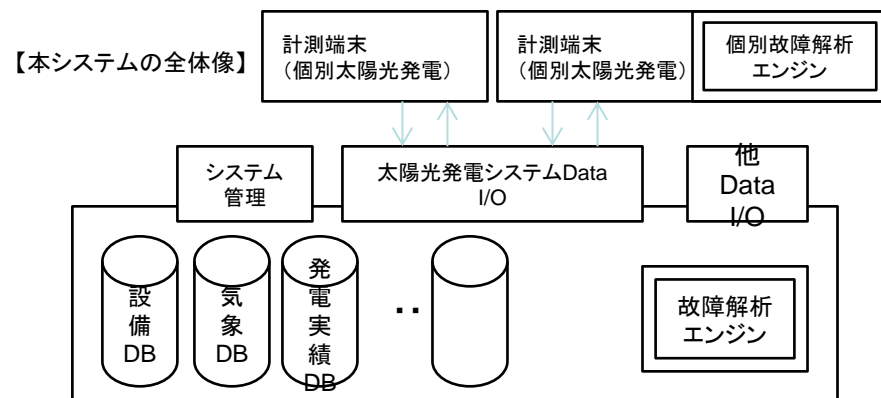 【本システムの全体像】
計測端末
(個別太陽光発電)
計測端末
(個別太陽光発電)
個別故障解析
エンジン
システム
管理
太陽光発電システムData
I/O
他
Data
I/O
設
備
DB
気
象
DB
発
電
実
績
DB
..
故障解析
エンジン